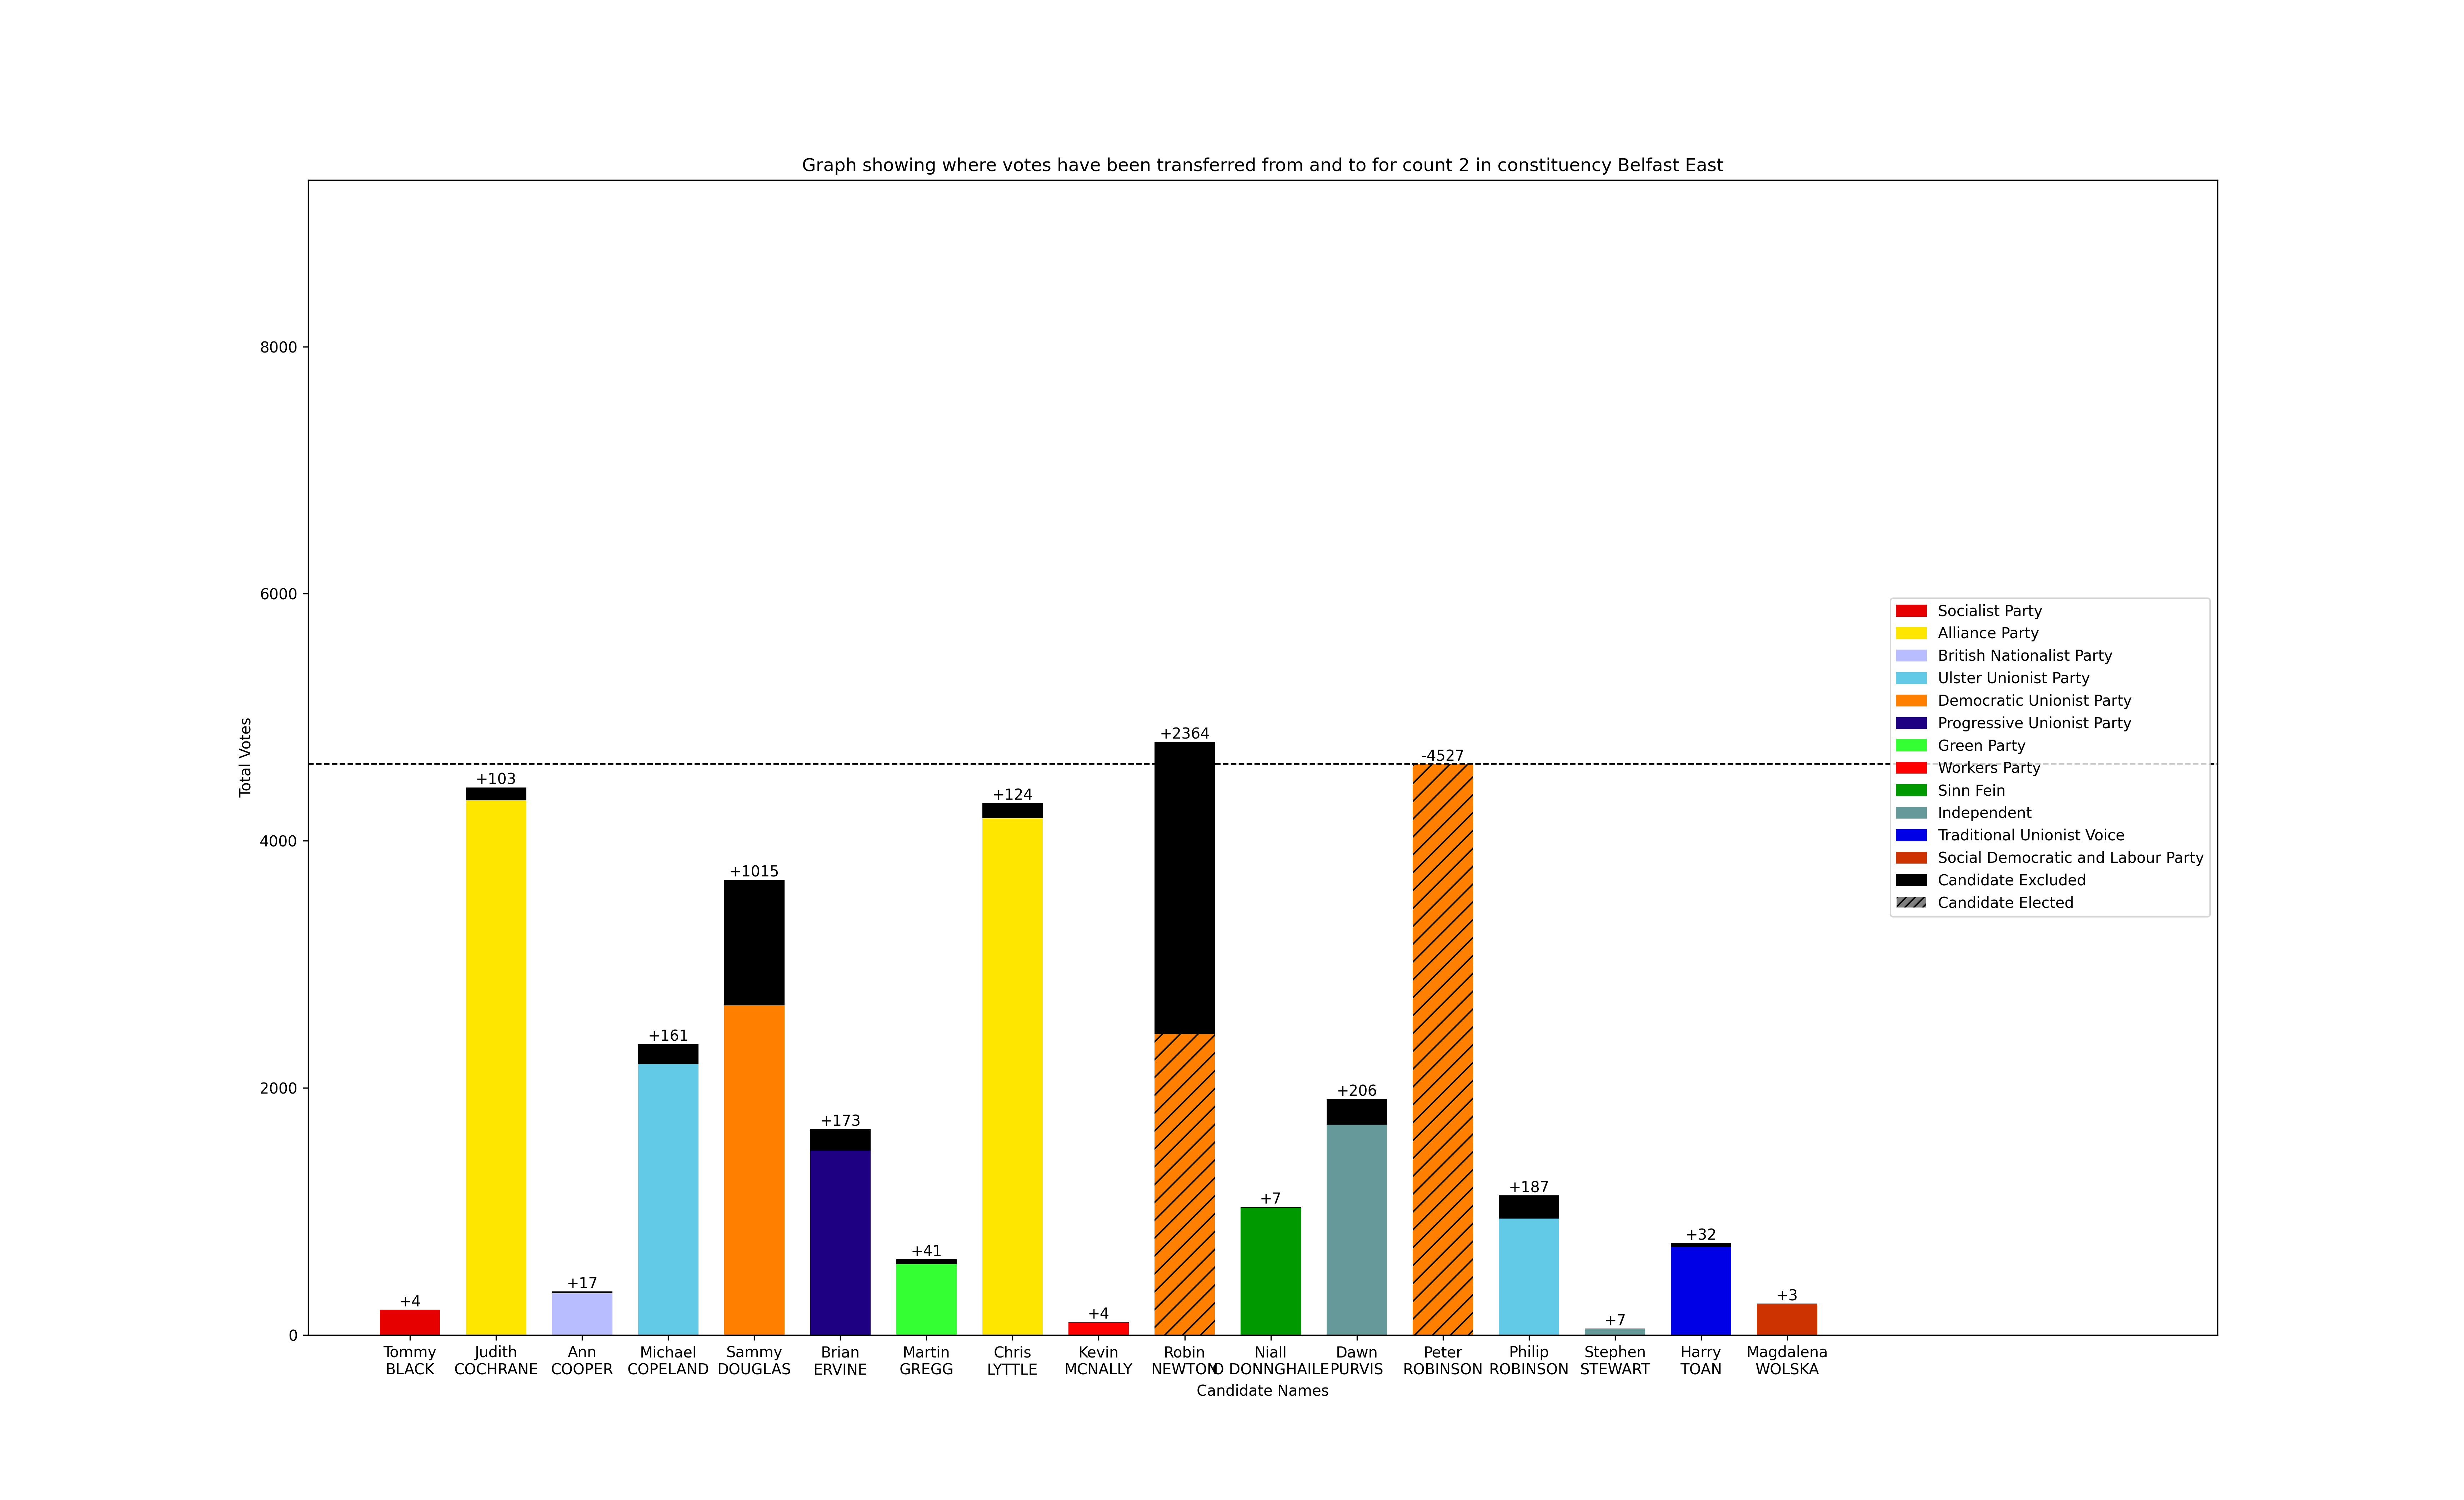 Graph showing where votes have been transferred from and to for count 2 in constituency Belfast East
Total Votes
8000
6000
4000
2000
0
+4
+103
+17
+161
+1015
+173
+41
+124
+4
+2364
+7
+206
-4527
+187
+7
+32
+3
Socialist Party
Alliance Party
British Nationalist Party
Ulster Unionist Party
Democratic Unionist Party
Progressive Unionist Party
Green Party
Workers Party
Sinn Fein
Independent
Traditional Unionist Voice
Social Democratic and Labour Party
Candidate Excluded
Candidate Elected
Tommy
BLACK
Judith
COCHRANE
Ann
COOPER
Michael
COPELAND
Sammy
DOUGLAS
Brian
ERVINE
Martin
GREGG
Chris
LYTTLE
Kevin
MCNALLY
Robin
NEWTON
Niall
O DONNGHAILE
Dawn
PURVIS
Peter
ROBINSON
Philip
ROBINSON
Stephen
STEWART
Harry
TOAN
Magdalena
WOLSKA
Candidate Names